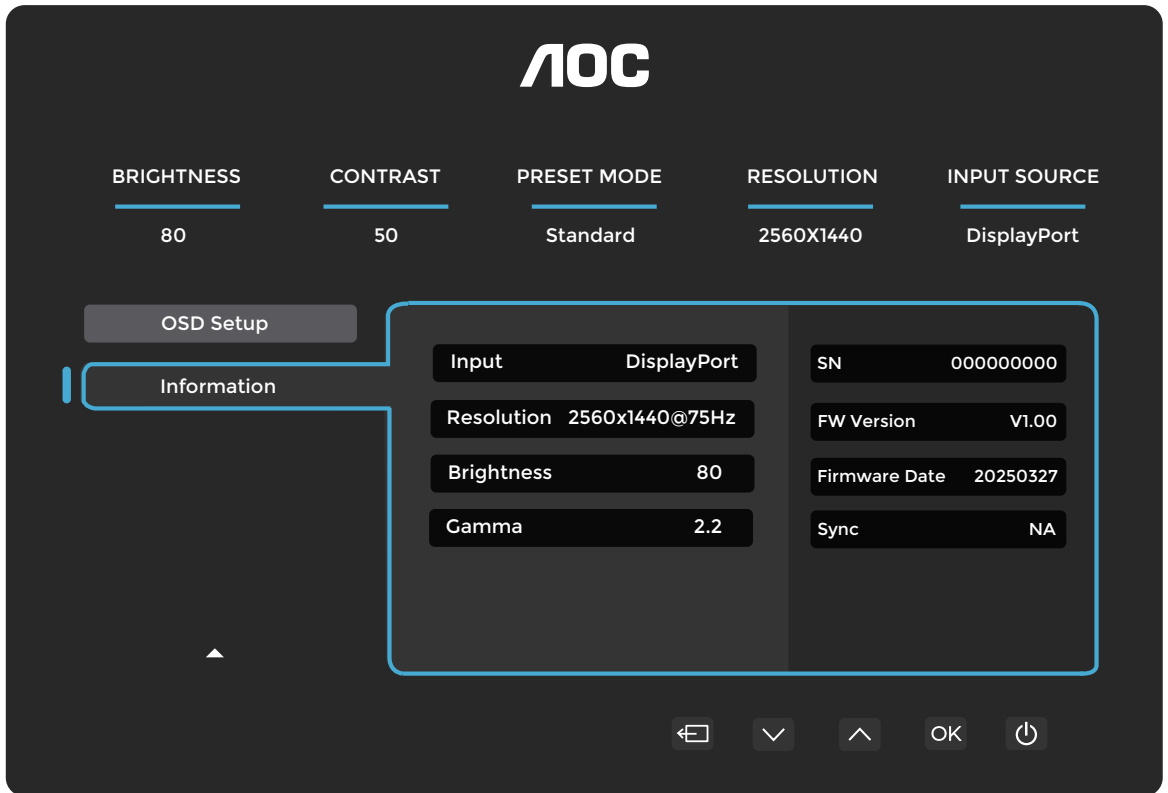 AOC
BRIGHTNESS CONTRAST PRESET MODE RESOLUTION INPUT SOURCE
80 50 Standard 2560X1440 DisplayPort
OSD Setup
Information
Input DisplayPort
Resolution 2560x1440@75Hz
Brightness 80
Gamma 2.2
SN 000000000
FW Version V1.00
Firmware Date 20250327
Sync NA
OK